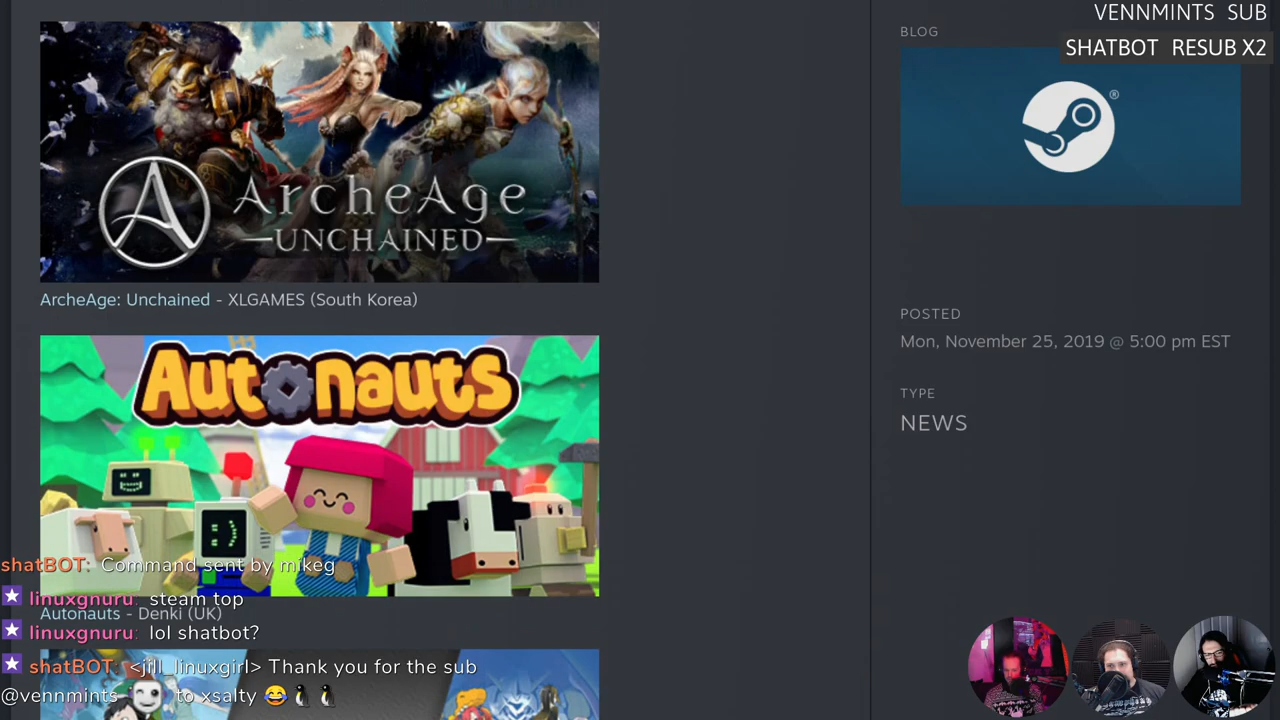 VENNMINTS SUB
BLOG
SHATBOT RESUB X2
®
ArcheAge
UNCHAINED
ArcheAge: Unchained - XLGAMES (South Korea)
POSTED
Mon, November 25, 2019 @ 5:00 pm EST
Autonauts
TYPE
NEWS
shatBOT: Command sent by mikeg
linuxgnuru: steam top
Autonauts - Denki (UK)
linuxgnuru: lol shatbot?
shatBOT: <jill_linuxgirl> Thank you for the sub
@vennmints to xsalty 😂🐧🐧